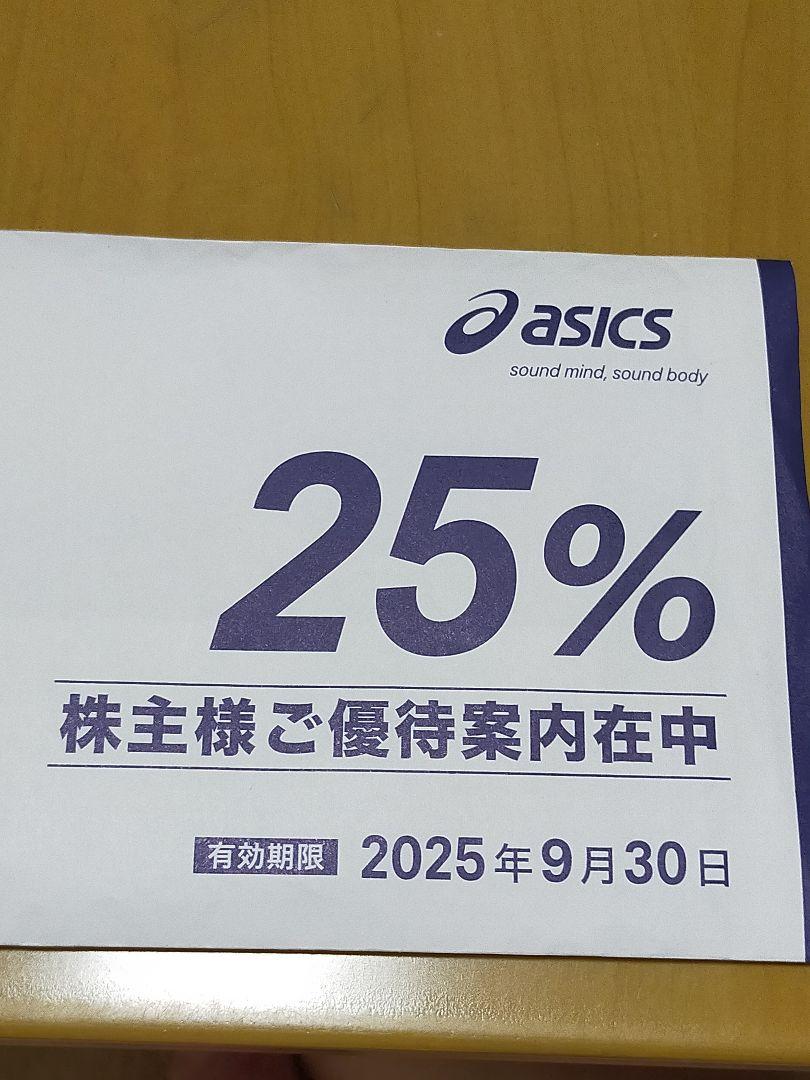 asics
sound mind, sound body
25%
株主様ご優待案内在中
有効期限 2025年9月30日